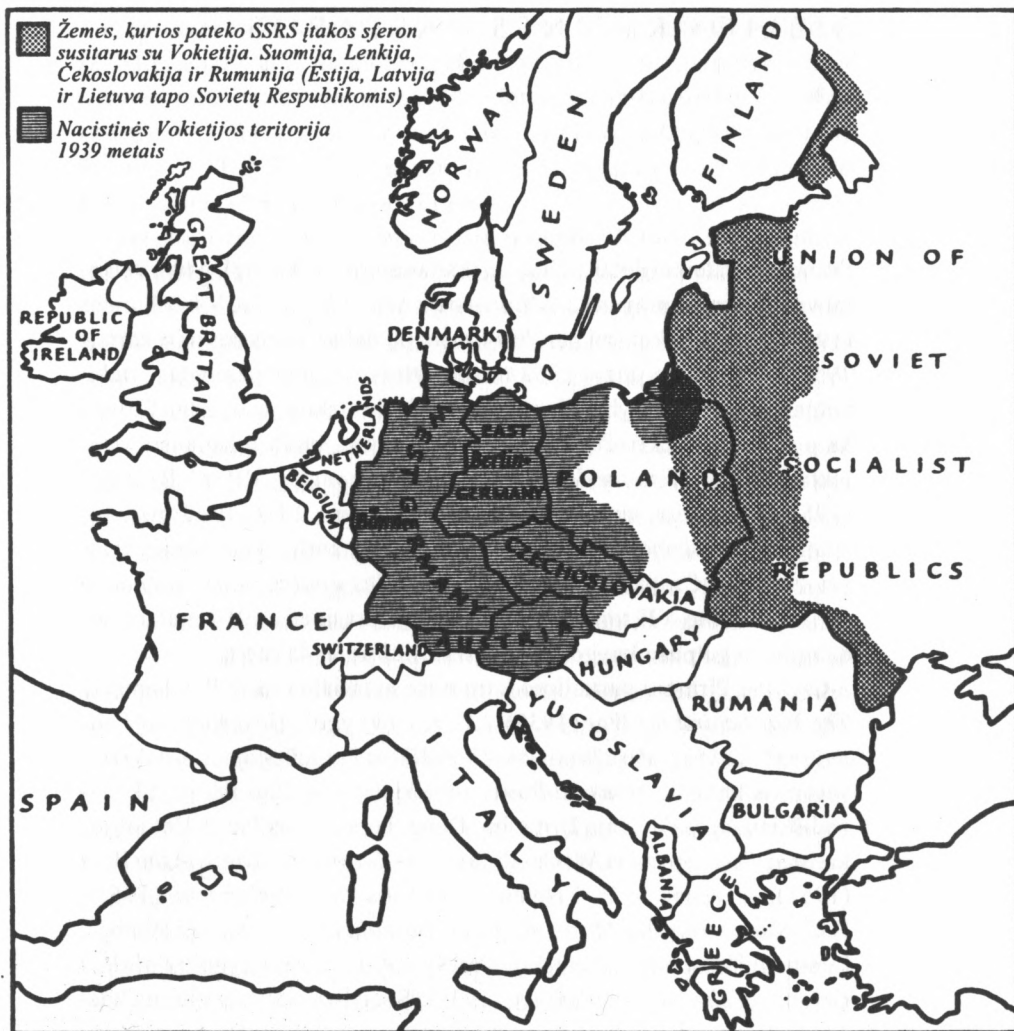 Žemės, kurios pateko SSRS įtakos sferon
susitarus su Vokietija. Suomija, Lenkija,
Čekoslovakija ir Rumunija (Estija, Latvija
ir Lietuva tapo Sovietų Respublikomis)
Nacistinės Vokietijos teritorija
1939 metais
NORWAY
SWEDEN
FINLAND
GREAT BRITAIN
REPUBLIC
OF
IRELAND
UNION OF
SOVIET
SOCIALIST
REPUBLICS
DENMARK
NETHERLANDS
BELGIUM
WEST GERMANY
Bonn
EAST
Berlin
GERMANY
POLAND
CZECHOSLOVAKIA
FRANCE
SWITZERLAND
AUSTRIA
HUNGARY
RUMANIA
YUGOSLAVIA
ITALY
SPAIN
BULGARIA
ALBANIA
GREECE